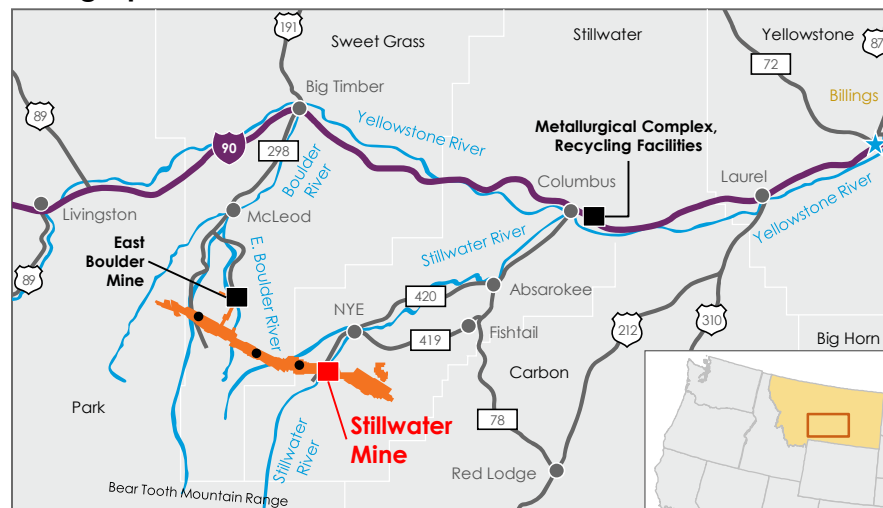 191
Sweet Grass
Stillwater
Yellowstone
87
72
Big Timber
89
Billings
Yellowstone River
Metallurgical Complex,
Recycling Facilities
90
298
Boulder
River
Columbus
Laurel
Livingston
McLeod
Yellowstone River
East
Boulder
Mine
Stillwater River
E. Boulder River
89
420
Absarokee
NYE
419
Fishtail
212
310
Big Horn
Carbon
Park
Stillwater
Mine
78
Stillwater
River
Red Lodge
Bear Tooth Mountain Range